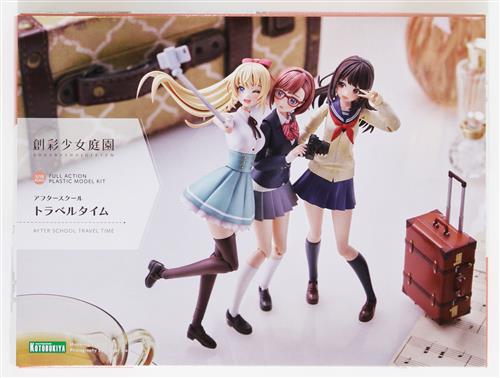 創彩少女庭園
SOUSAISHOJOTEIEN
FULL ACTION
PLASTIC MODEL KIT
アフタースクール
トラベルタイム
AFTER SCHOOL TRAVEL TIME
KOTOBUKIYA